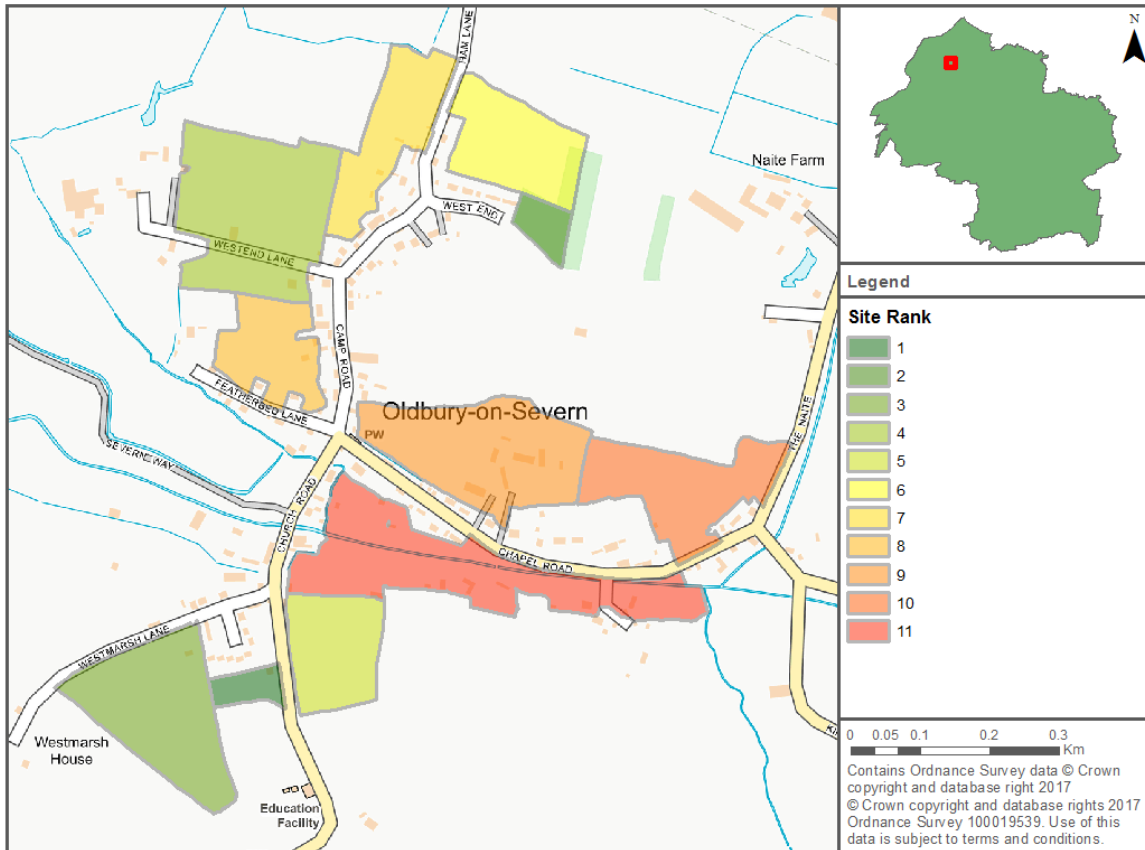 HAM LANE
Naite Farm
WEST END
WESTEND LANE
CAMP ROAD
FEATHERBED LANE
Oldbury-on-Severn
PW
THE NAITE
SEVERN WAY
CHURCH ROAD
CHAPEL ROAD
WESTMARSH LANE
Westmarsh
House
Education
Facility
N
Legend
Site Rank
1
2
3
4
5
6
7
8
9
10
11
0 0.05 0.1 0.2 0.3
Km
Contains Ordnance Survey data © Crown
copyright and database right 2017
© Crown copyright and database rights 2017
Ordnance Survey 100019539. Use of this
data is subject to terms and conditions.